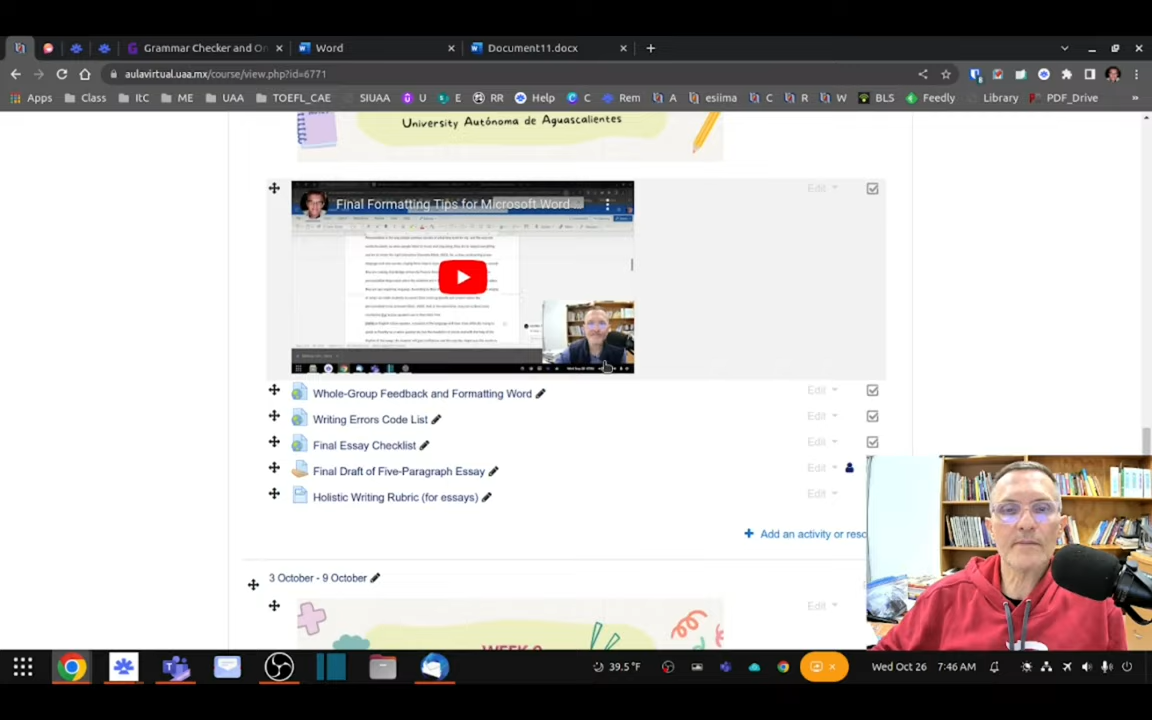 Grammar Checker and On
Word
Document11.docx
aulavirtual.uaa.mx/course/view.php?id=6771
Apps Class ItC ME UAA TOEFL_CAE SIUAA U E RR Help C Rem A esiima C R W BLS Feedly Library PDF_Drive »
University Autónoma de Aguascalientes
Final Formatting Tips for Microsoft Word
Edit
Whole-Group Feedback and Formatting Word
Edit
Writing Errors Code List
Edit
Final Essay Checklist
Edit
Final Draft of Five-Paragraph Essay
Edit
Holistic Writing Rubric (for essays)
Edit
Add an activity or reso
3 October - 9 October
Edit
39.5 °F
Wed Oct 26 7:46 AM